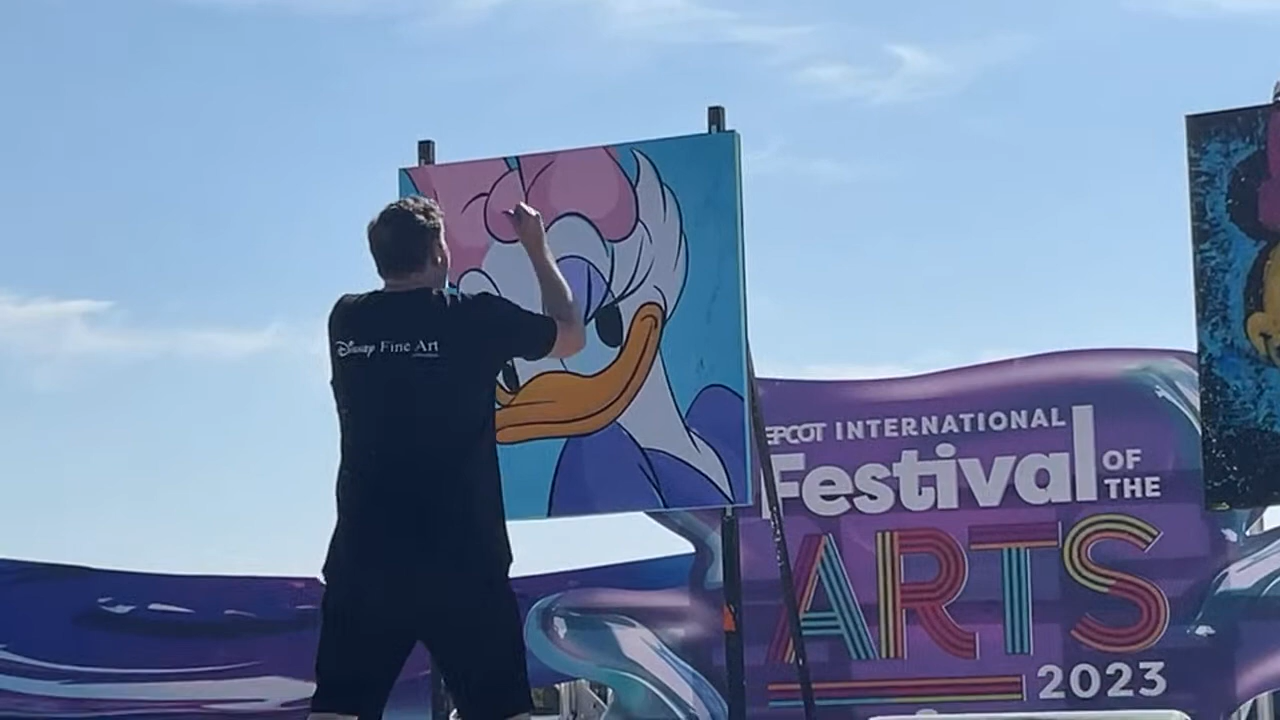 Disney Fine Art
EPCOT INTERNATIONAL
Festival OF THE
ARTS
2023